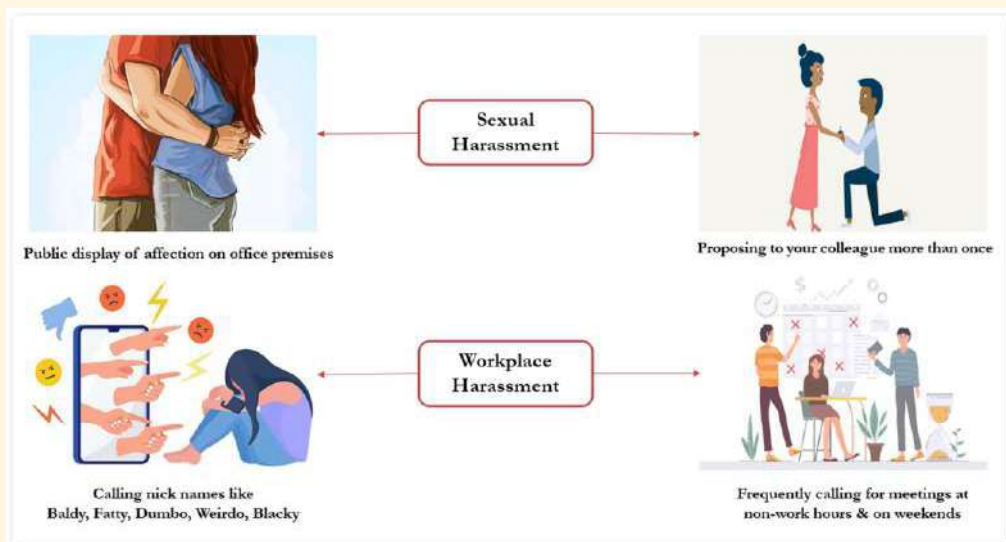 Sexual
Harassment
Public display of affection on office premises
Proposing to your colleague more than once
Workplace
Harassment
Calling nick names like
Baldy, Fatty, Dumbo, Weirdo, Blacky
Frequently calling for meetings at
non-work hours & on weekends